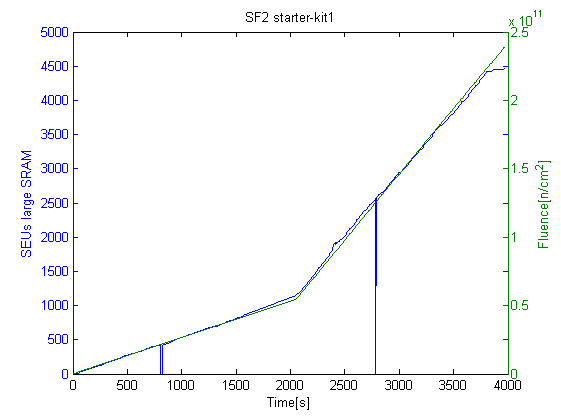 SF2 starter-kit1
x 10^11
5000
4500
4000
3500
3000
2500
2000
1500
1000
500
0
SEUs large SRAM
2.5
2
1.5
1
0.5
0
Fluence[n/cm^2]
0 500 1000 1500 2000 2500 3000 3500 4000
Time[s]